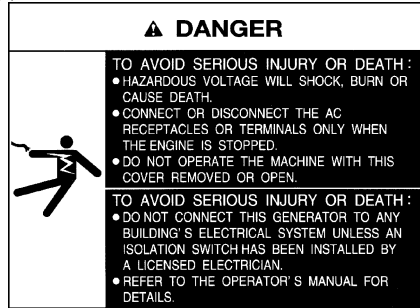 ⚠ DANGER
TO AVOID SERIOUS INJURY OR DEATH:
● HAZARDOUS VOLTAGE WILL SHOCK, BURN OR
CAUSE DEATH.
● CONNECT OR DISCONNECT THE AC
RECEPTACLES OR TERMINALS ONLY WHEN
THE ENGINE IS STOPPED.
● DO NOT OPERATE THE MACHINE WITH THIS
COVER REMOVED OR OPEN.
TO AVOID SERIOUS INJURY OR DEATH:
● DO NOT CONNECT THIS GENERATOR TO ANY
BUILDING'S ELECTRICAL SYSTEM UNLESS AN
ISOLATION SWITCH HAS BEEN INSTALLED BY
A LICENSED ELECTRICIAN.
● REFER TO THE OPERATOR'S MANUAL FOR
DETAILS.